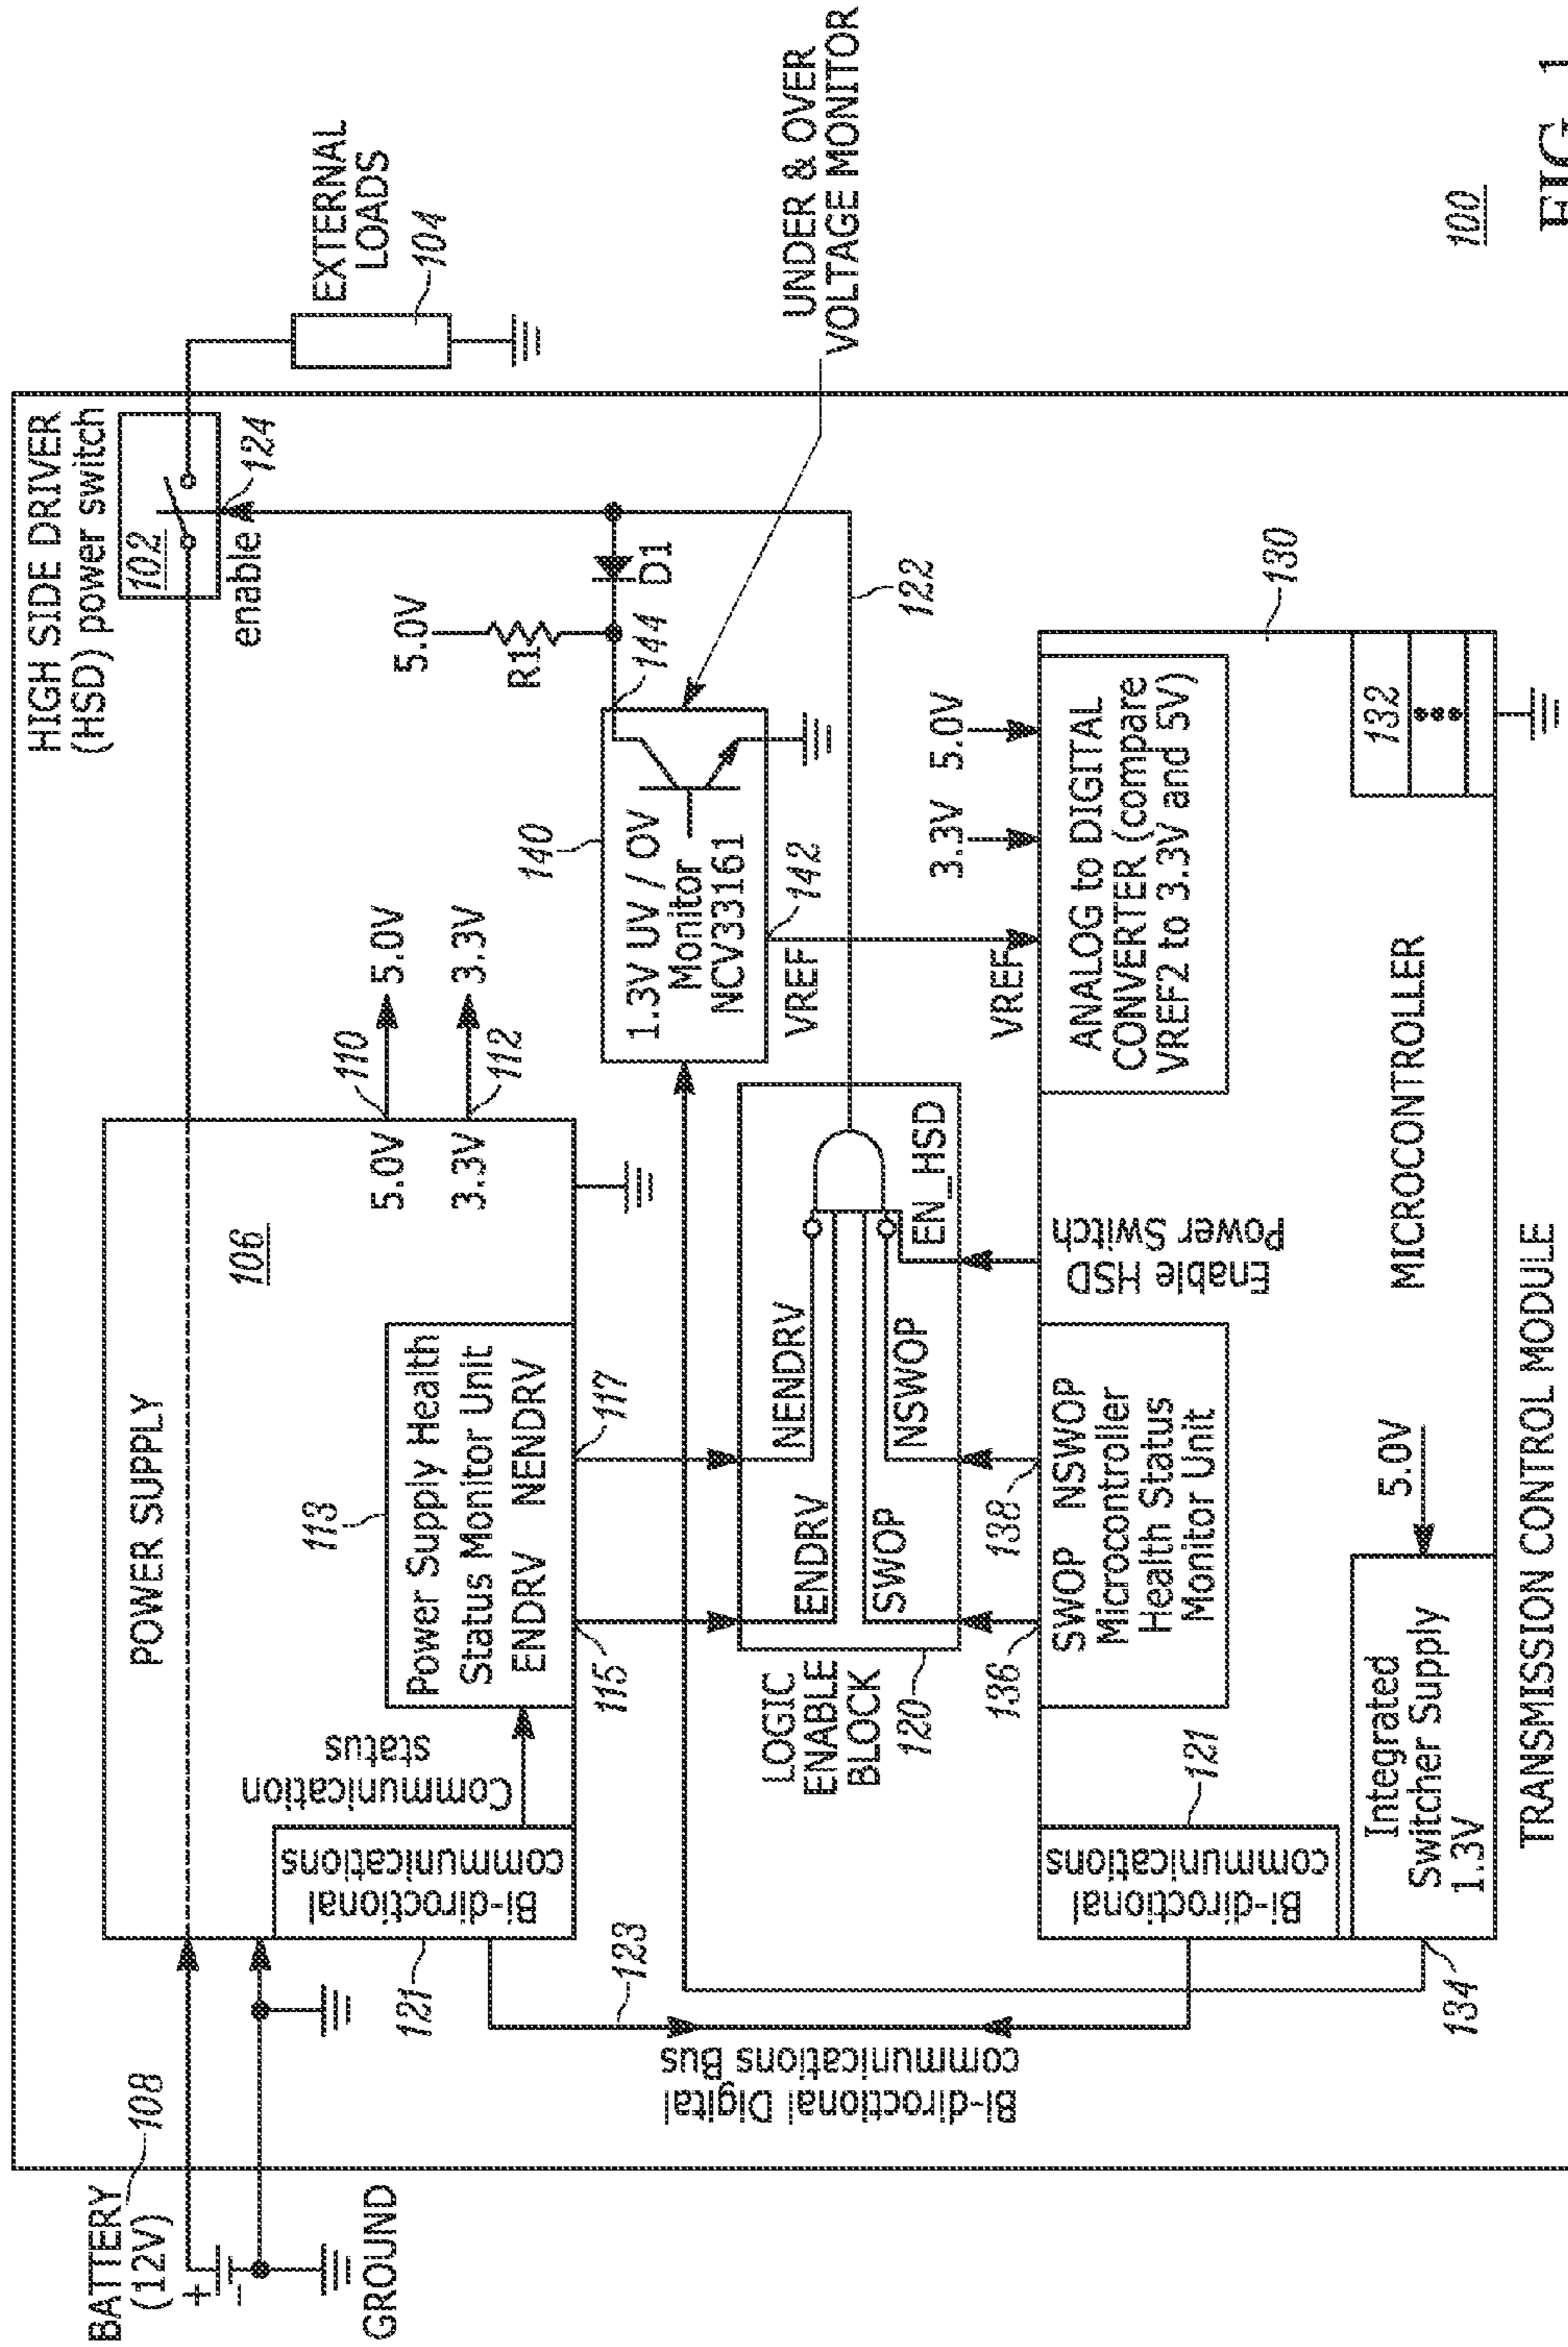 BATTERY
(12V)
108
+
-
GROUND
HIGH SIDE DRIVER
(HSD) power switch
102
enable
124
EXTERNAL
LOADS
104
POWER SUPPLY
106
5.0V
110
5.0V
3.3V
112
3.3V
113
Power Supply Health
Status Monitor Unit
ENDRV NENDRV
115
117
Communication
status
Bi-directional
communications
121
123
Bi-directional Digital
communications Bus
LOGIC
ENABLE
BLOCK
120
ENDRV
NENDRV
SWOP
NSWOP
EN_HSD
140
1.3V UV / OV
Monitor
NCV33161
144
142
VREF
5.0V
R1
D1
UNDER & OVER
VOLTAGE MONITOR
122
136
138
SWOP NSWOP
Microcontroller
Health Status
Monitor Unit
Enable HSD
Power Switch
VREF
3.3V
5.0V
ANALOG to DIGITAL
CONVERTER (compare
VREF2 to 3.3V and 5V)
130
132
MICROCONTROLLER
121
Bi-directional
communications
Integrated
Switcher Supply
1.3V
5.0V
134
TRANSMISSION CONTROL MODULE
100
FIG. 1